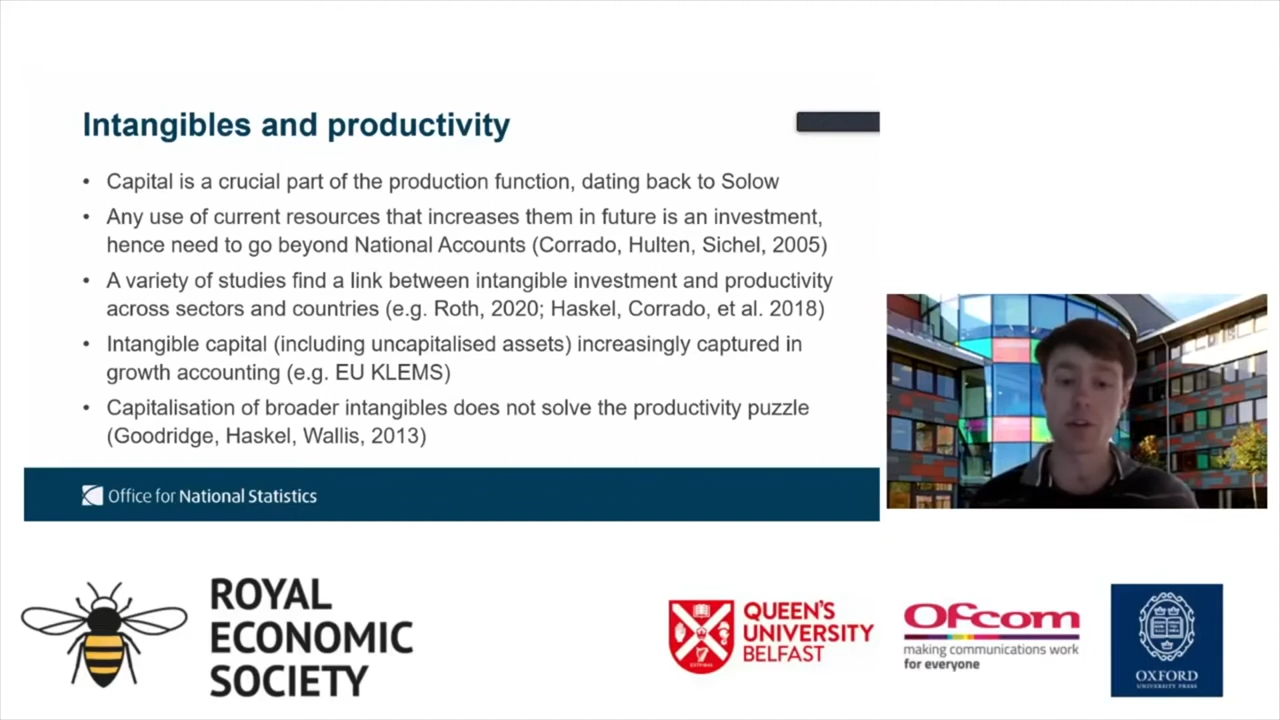 Intangibles and productivity
• Capital is a crucial part of the production function, dating back to Solow
• Any use of current resources that increases them in future is an investment,
hence need to go beyond National Accounts (Corrado, Hulten, Sichel, 2005)
• A variety of studies find a link between intangible investment and productivity
across sectors and countries (e.g. Roth, 2020; Haskel, Corrado, et al. 2018)
• Intangible capital (including uncapitalised assets) increasingly captured in
growth accounting (e.g. EU KLEMS)
• Capitalisation of broader intangibles does not solve the productivity puzzle
(Goodridge, Haskel, Wallis, 2013)
Office for National Statistics
ROYAL
ECONOMIC
SOCIETY
QUEEN'S
UNIVERSITY
BELFAST
Ofcom
making communications work
for everyone
OXFORD
UNIVERSITY PRESS